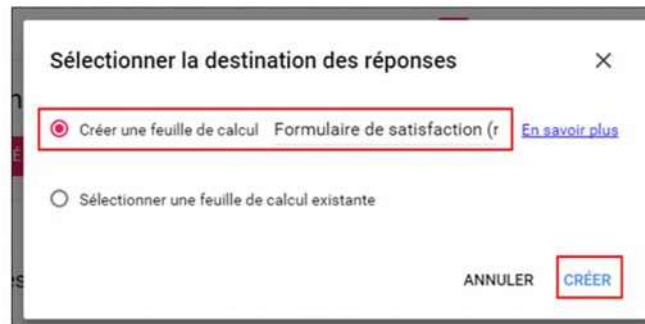 Sélectionner la destination des réponses
Créer une feuille de calcul Formulaire de satisfaction (r En savoir plus
Sélectionner une feuille de calcul existante
ANNULER CRÉER